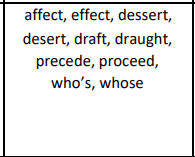 affect, effect, dessert,
desert, draft, draught,
precede, proceed,
who’s, whose